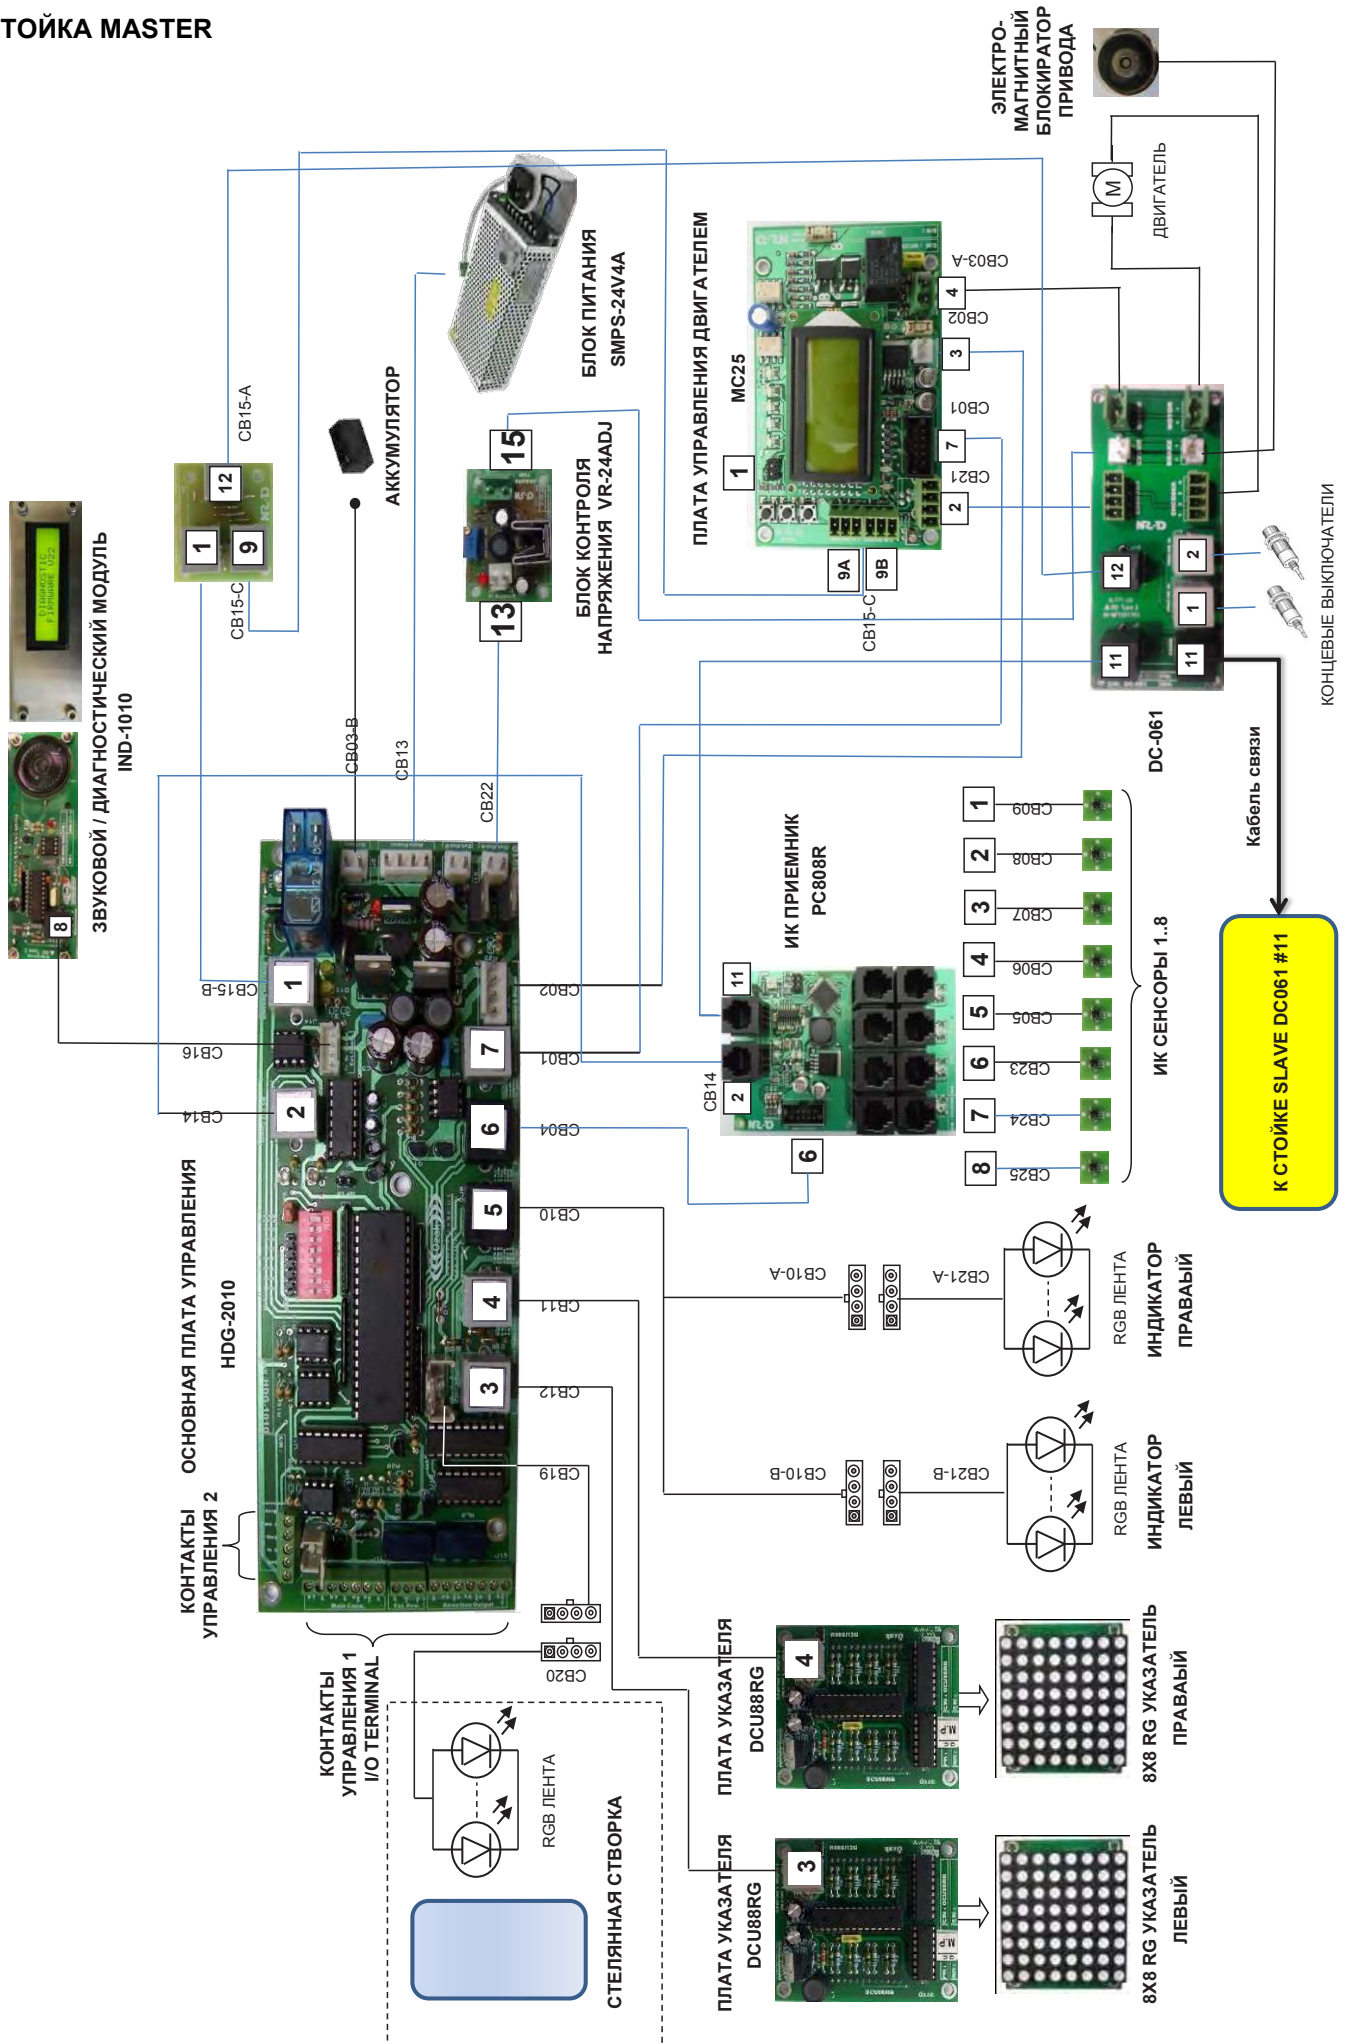 ТОЙКА MASTER
ЭЛЕКТРО-
МАГНИТНЫЙ
БЛОКИРАТОР
ПРИВОДА
M
ДВИГАТЕЛЬ
DIAGNOSTIC
FIRMWARE V22
8
ЗВУКОВОЙ / ДИАГНОСТИЧЕСКИЙ МОДУЛЬ
IND-1010
1
9
12
CB15-A
CB15-C
АККУМУЛЯТОР
БЛОК ПИТАНИЯ
SMPS-24V4A
13
15
БЛОК КОНТРОЛЯ
НАПРЯЖЕНИЯ VR-24ADJ
ПЛАТА УПРАВЛЕНИЯ ДВИГАТЕЛЕМ
MC25
1
9A
9B
CB15-C
2
CB21
7
CB01
3
CB02
4
CB03-A
CB03-B
CB13
CB22
CB15-B
CB16
CB14
ОСНОВНАЯ ПЛАТА УПРАВЛЕНИЯ
HDG-2010
1
2
3
4
5
6
7
CB02
CB01
CB04
CB10
CB11
CB12
CB19
КОНТАКТЫ
УПРАВЛЕНИЯ 2
КОНТАКТЫ
УПРАВЛЕНИЯ 1
I/O TERMINAL
CB20
ИК ПРИЕМНИК
PC808R
11
2
CB14
6
1
CB09
2
CB08
3
CB07
4
CB06
5
CB05
6
CB23
7
CB24
8
CB25
ИК СЕНСОРЫ 1..8
NR-D
12
11
11
1
2
DC-061
КОНЦЕВЫЕ ВЫКЛЮЧАТЕЛИ
Кабель связи
К СТОЙКЕ SLAVE DC061 #11
CB10-A
CB21-A
RGB ЛЕНТА
ИНДИКАТОР
ПРАВАЫЙ
CB10-B
CB21-B
RGB ЛЕНТА
ИНДИКАТОР
ЛЕВЫЙ
RGB ЛЕНТА
СТЕЛЯННАЯ СТВОРКА
ПЛАТА УКАЗАТЕЛЯ
DCU88RG
4
8X8 RG УКАЗАТЕЛЬ
ПРАВАЫЙ
ПЛАТА УКАЗАТЕЛЯ
DCU88RG
3
8X8 RG УКАЗАТЕЛЬ
ЛЕВЫЙ